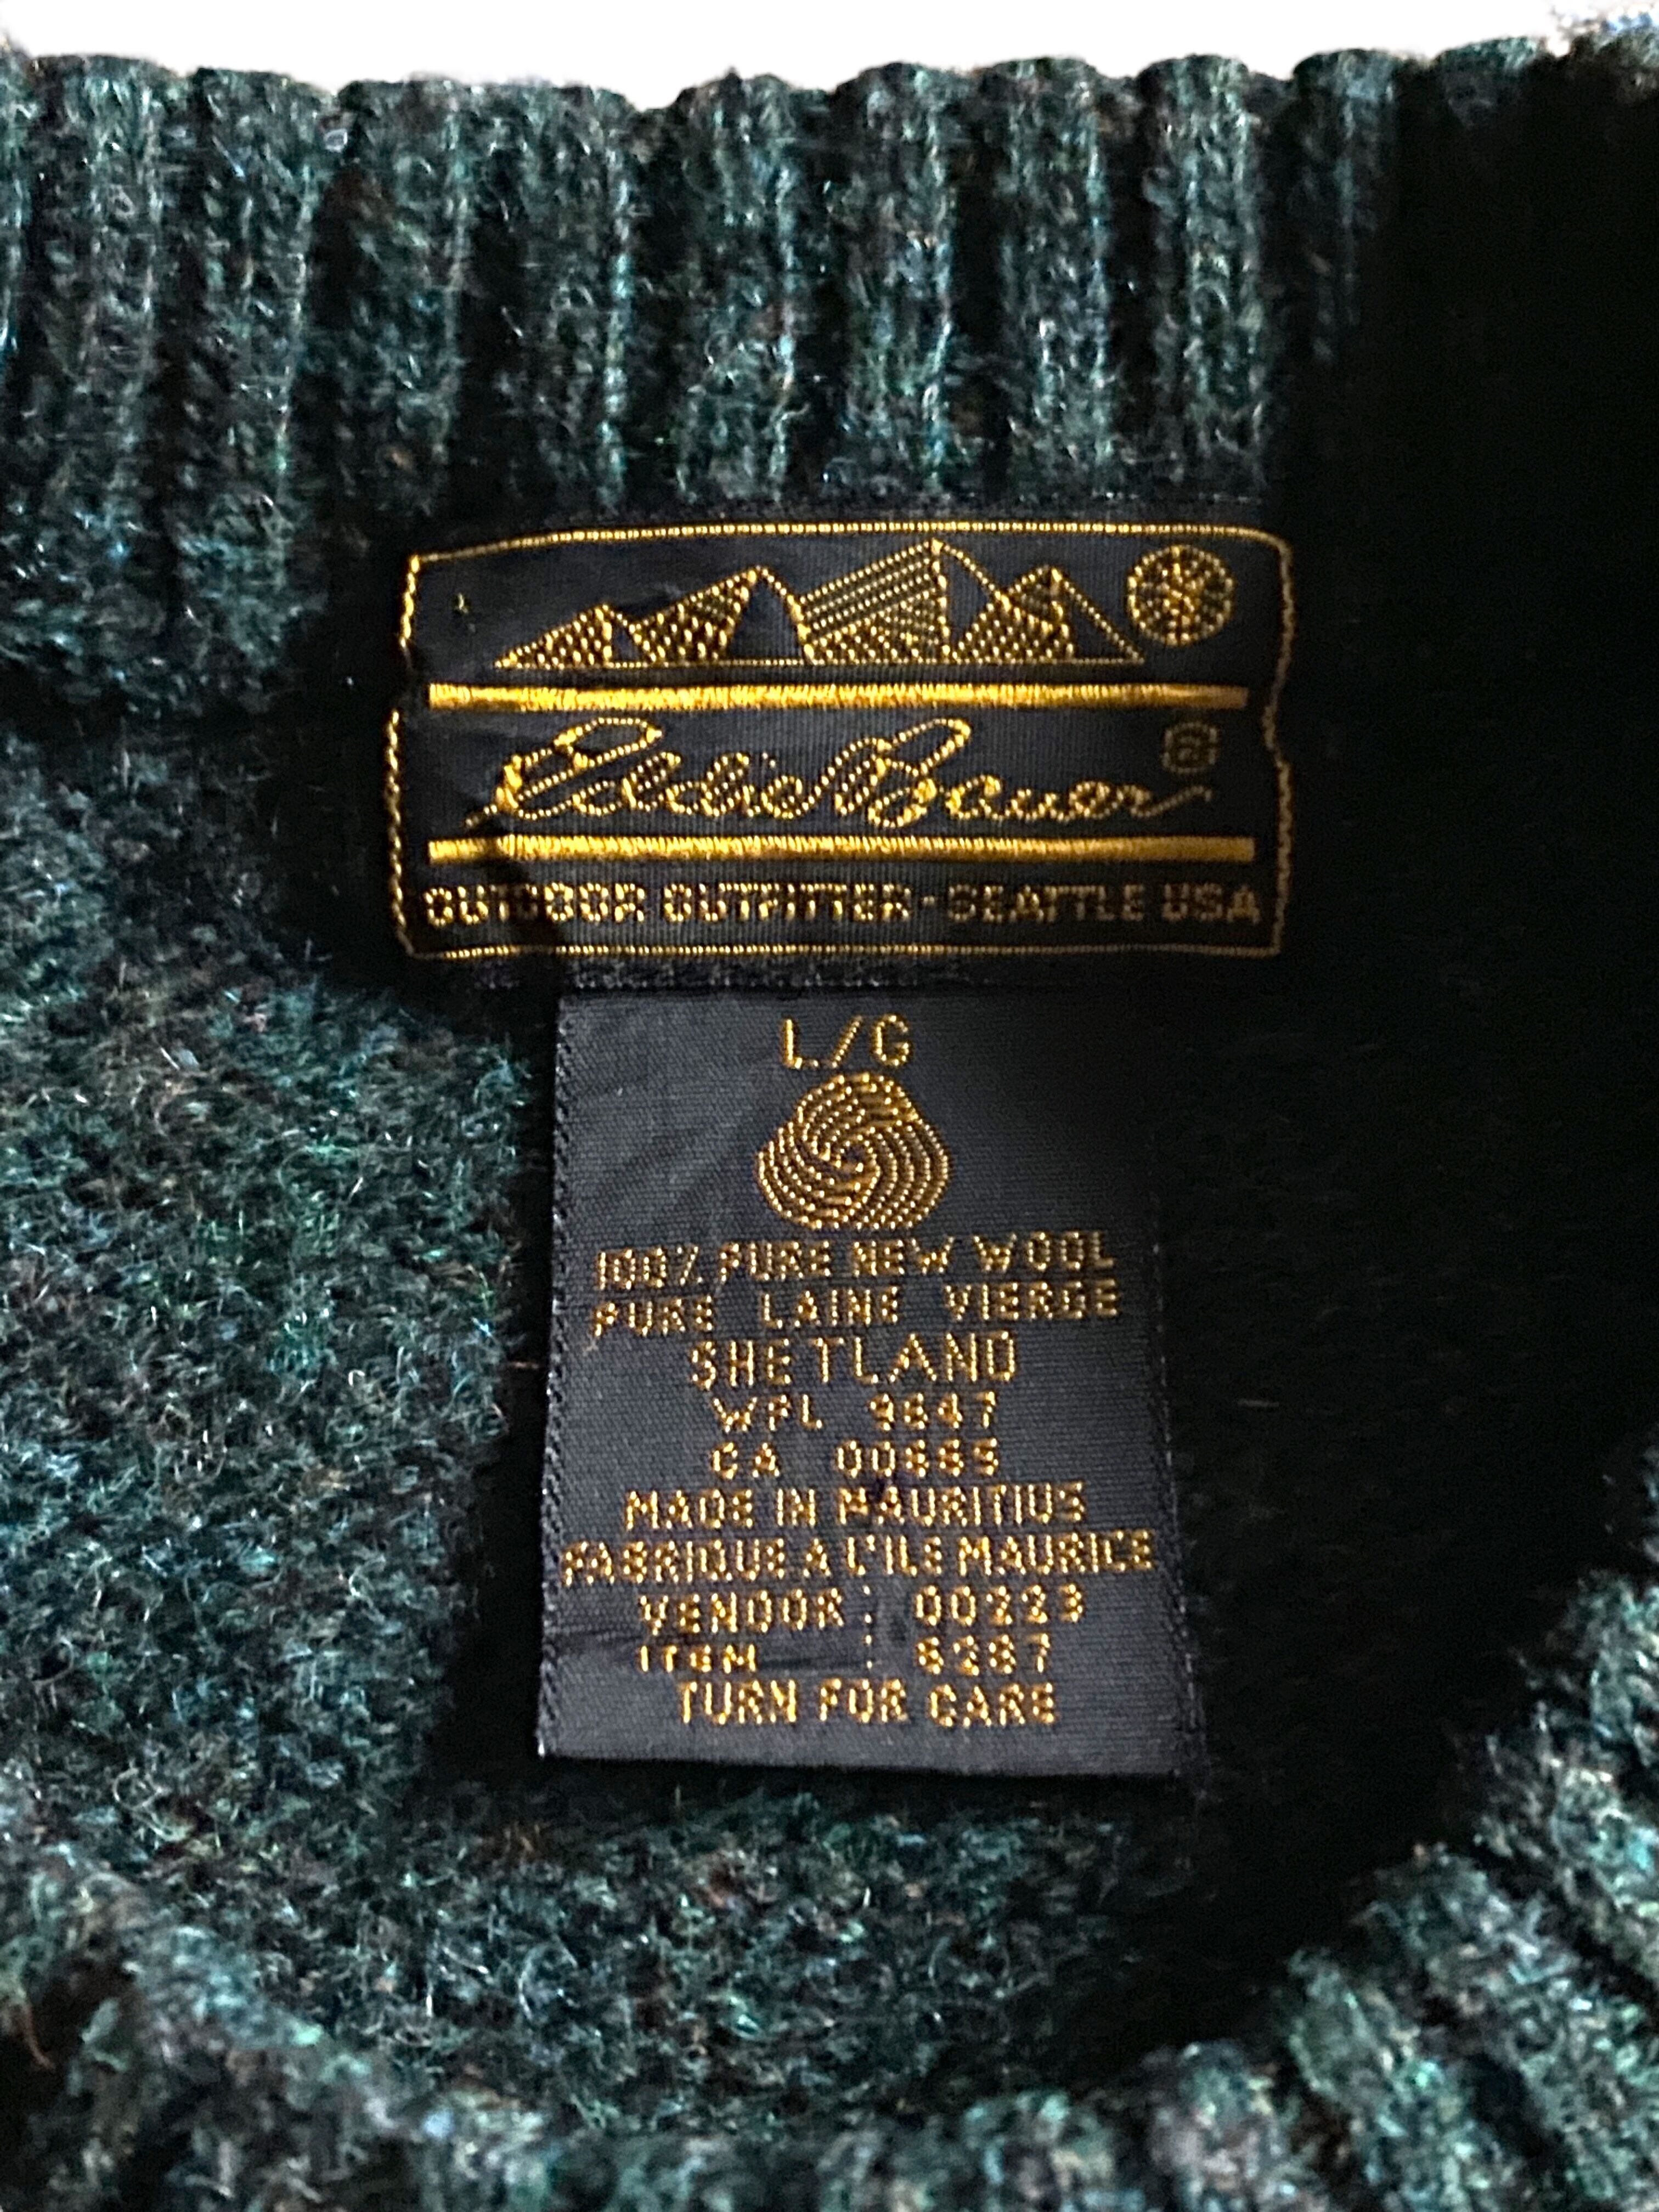 Eddie Bauer ®
OUTDOOR OUTFITTER-SEATTLE USA
L/G
100% PURE NEW WOOL
PURE LAINE VIERGE
SHETLAND
WPL 9647
CA 00665
MADE IN MAURITIUS
FABRIQUE A L'ILE MAURICE
VENDOR : 00223
ITEM : 6287
TURN FOR CARE